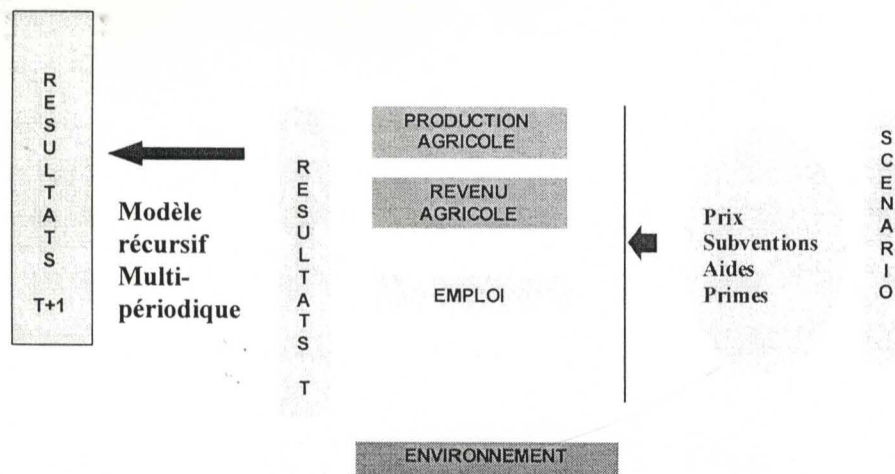 RESULTATS
T+1
Modèle
récursif
Multi-
périodique
RESULTATS T
PRODUCTION
AGRICOLE
REVENU
AGRICOLE
EMPLOI
ENVIRONNEMENT
Prix
Subventions
Aides
Primes
SCENARIO